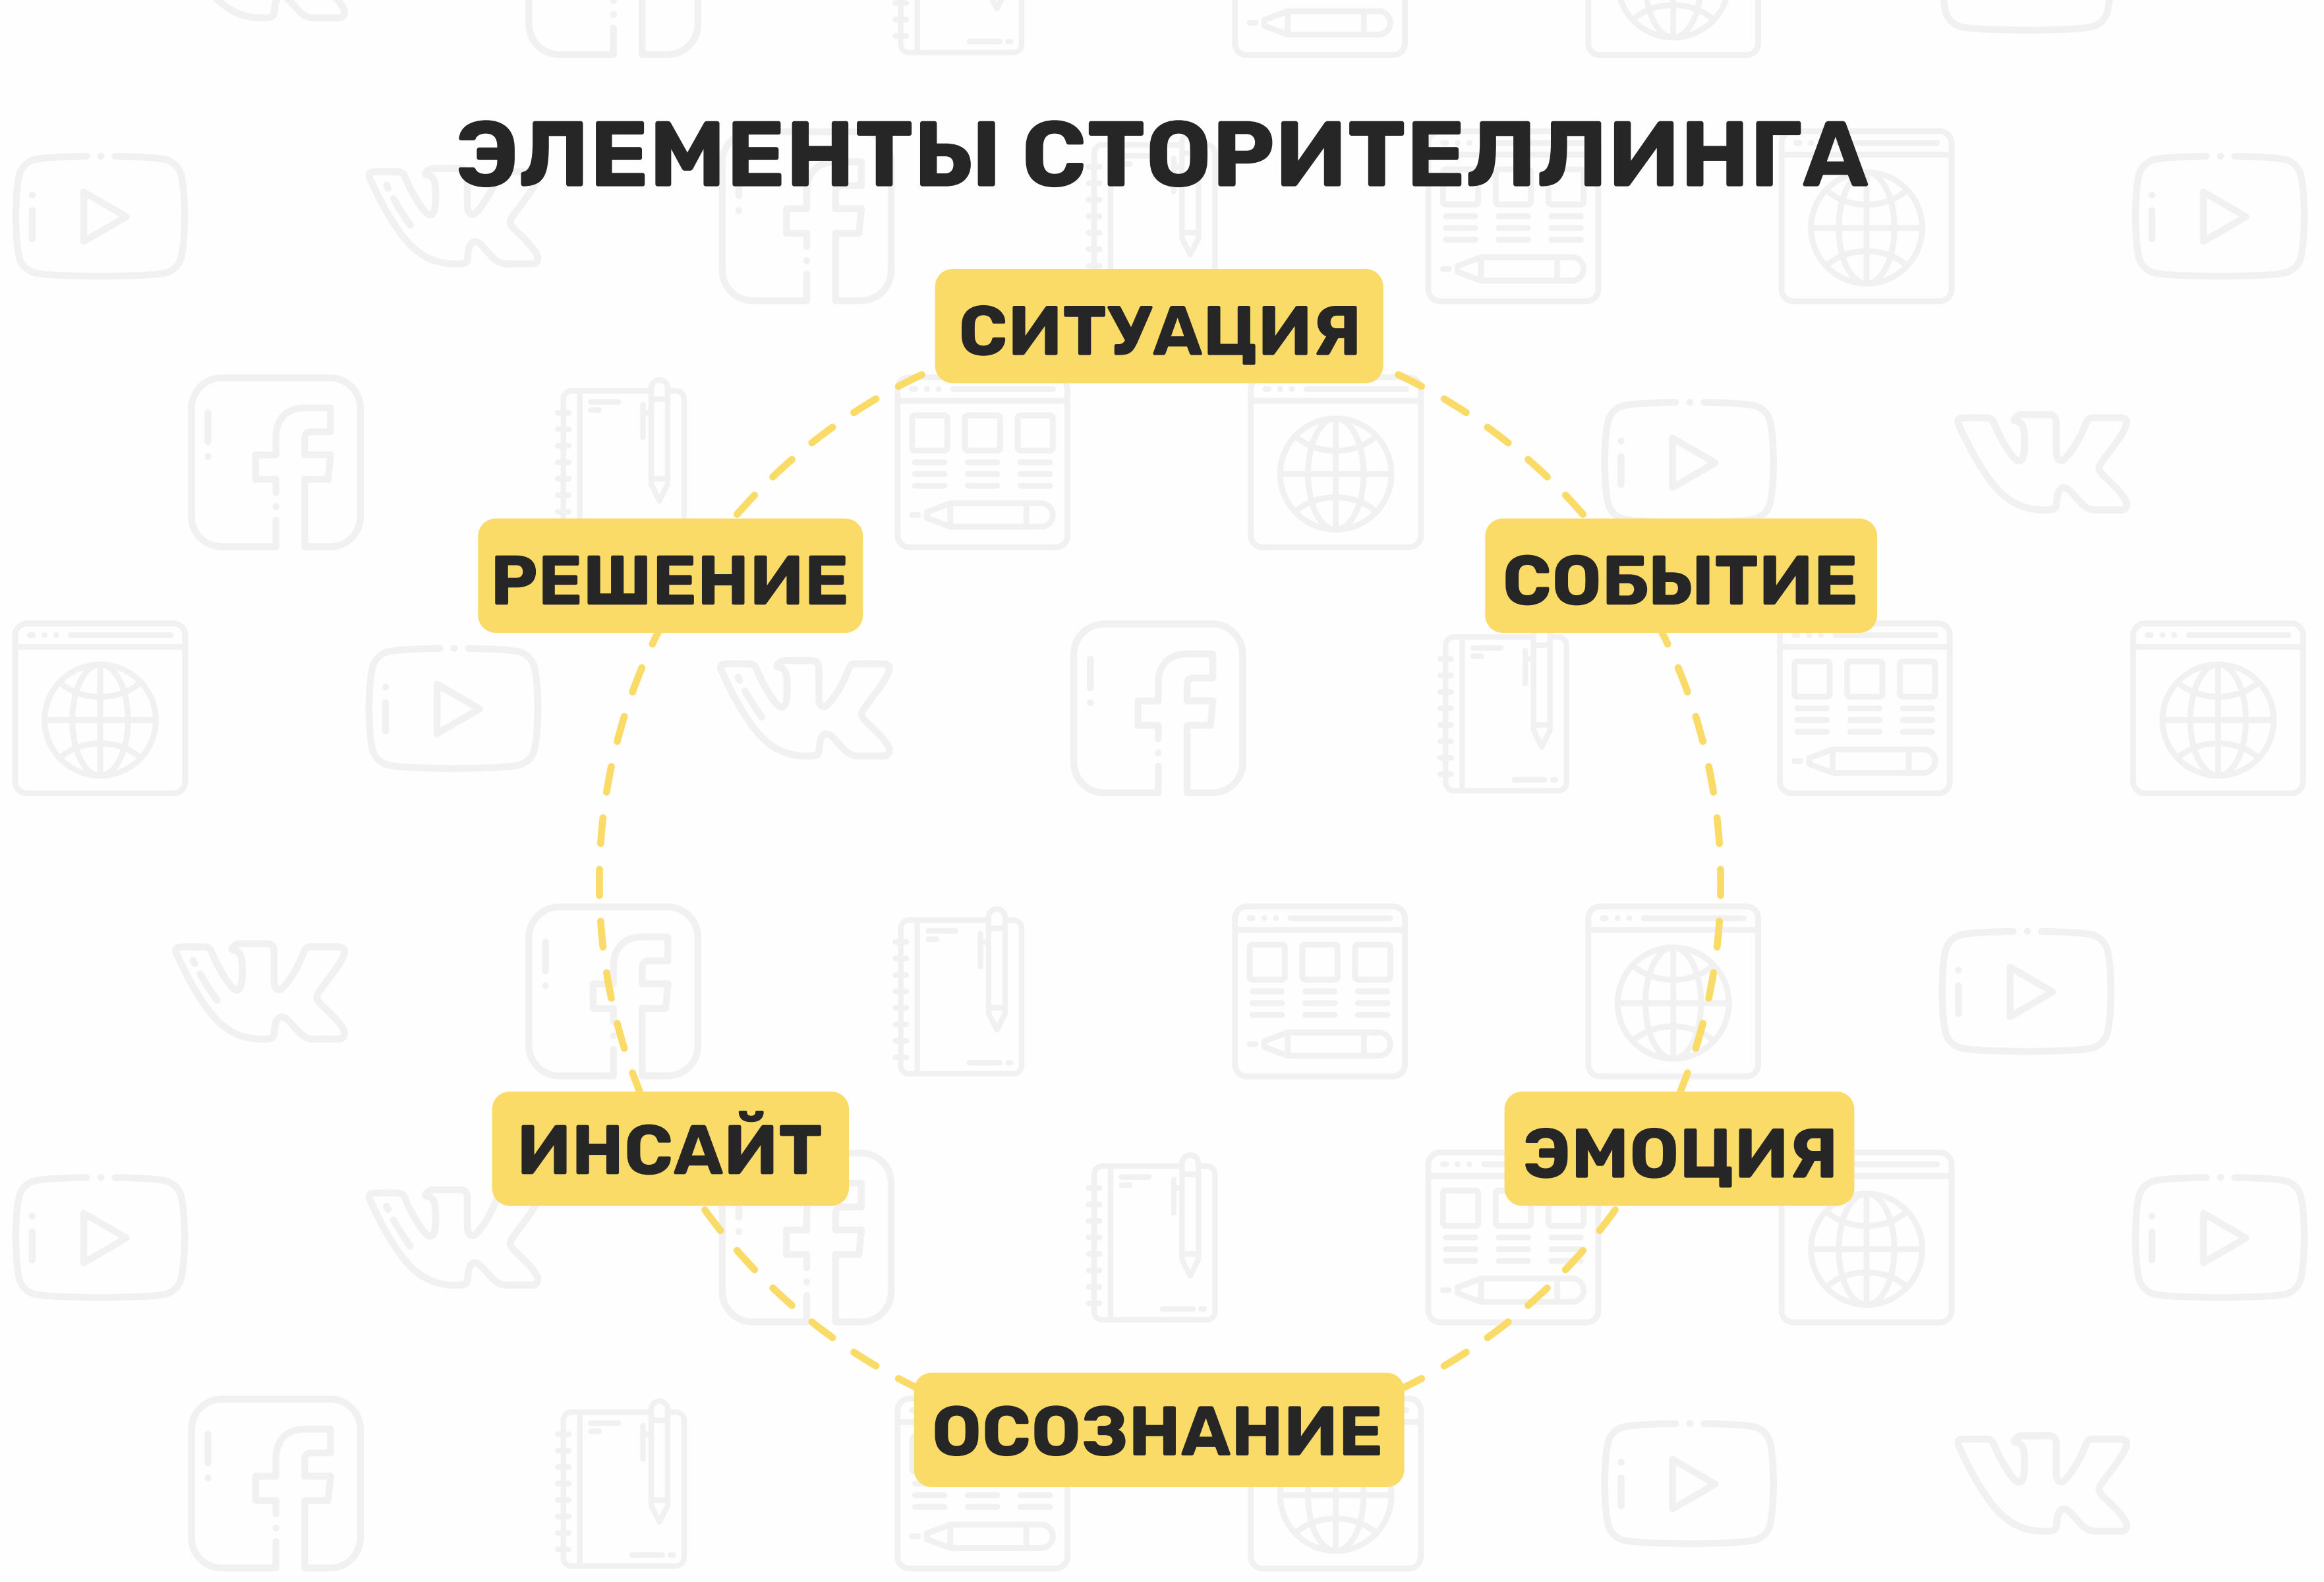 ЭЛЕМЕНТЫ СТОРИТЕЛЛИНГА
СИТУАЦИЯ
РЕШЕНИЕ
СОБЫТИЕ
ИНСАЙТ
ЭМОЦИЯ
ОСОЗНАНИЕ